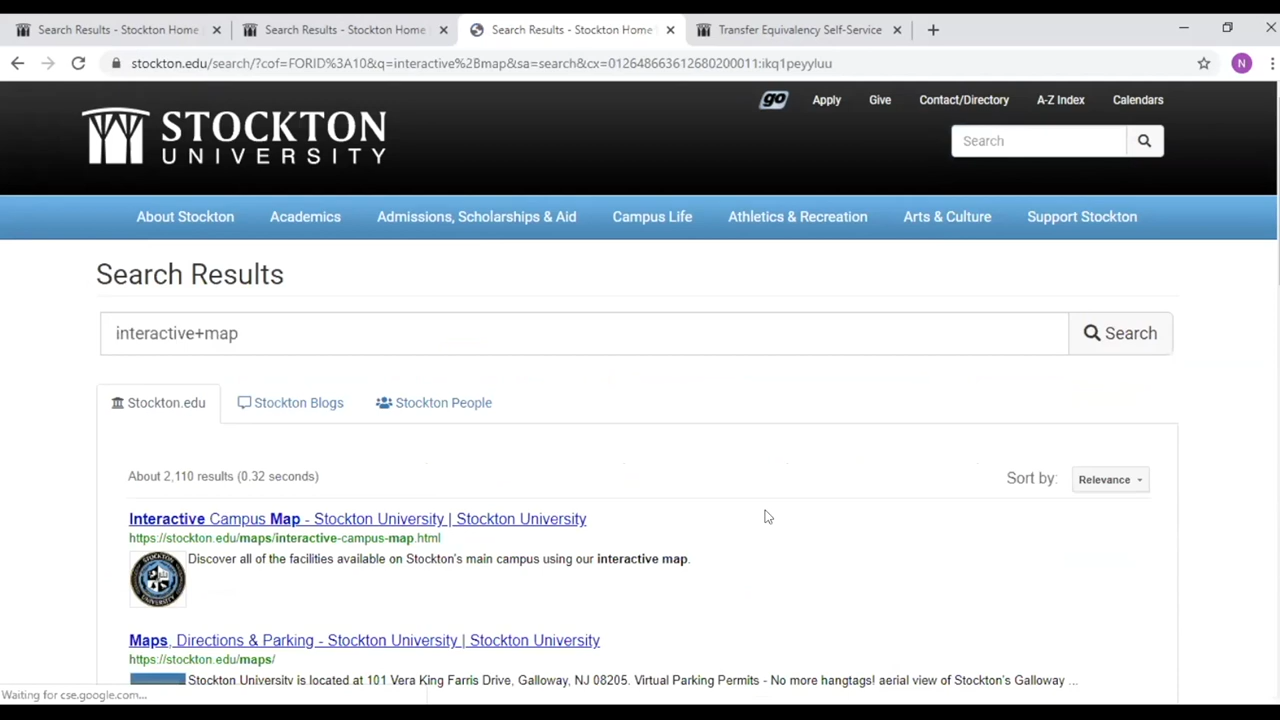 Search Results - Stockton Home
Search Results - Stockton Home
Search Results - Stockton Home
Transfer Equivalency Self-Service
stockton.edu/search/?cof=FORID%3A10&q=interactive%2Bmap&sa=search&cx=012648663612680200011:ikq1peyyluu
N
go
Apply
Give
Contact/Directory
A-Z Index
Calendars
STOCKTON
UNIVERSITY
Search
About Stockton
Academics
Admissions, Scholarships & Aid
Campus Life
Athletics & Recreation
Arts & Culture
Support Stockton
Search Results
interactive+map
Search
Stockton.edu
Stockton Blogs
Stockton People
About 2,110 results (0.32 seconds)
Sort by:
Relevance
Interactive Campus Map - Stockton University | Stockton University
https://stockton.edu/maps/interactive-campus-map.html
Discover all of the facilities available on Stockton's main campus using our interactive map.
Maps, Directions & Parking - Stockton University | Stockton University
https://stockton.edu/maps/
Stockton University is located at 101 Vera King Farris Drive, Galloway, NJ 08205. Virtual Parking Permits - No more hangtags! aerial view of Stockton's Galloway ...
Waiting for cse.google.com...